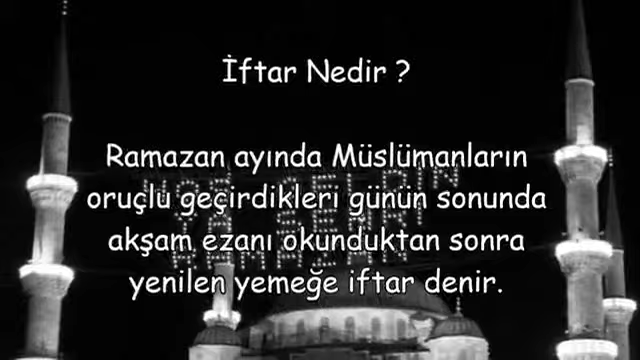 İftar Nedir ?
Ramazan ayında Müslümanların
oruçlu geçirdikleri günün sonunda
akşam ezanı okunduktan sonra
yenilen yemeğe iftar denir.